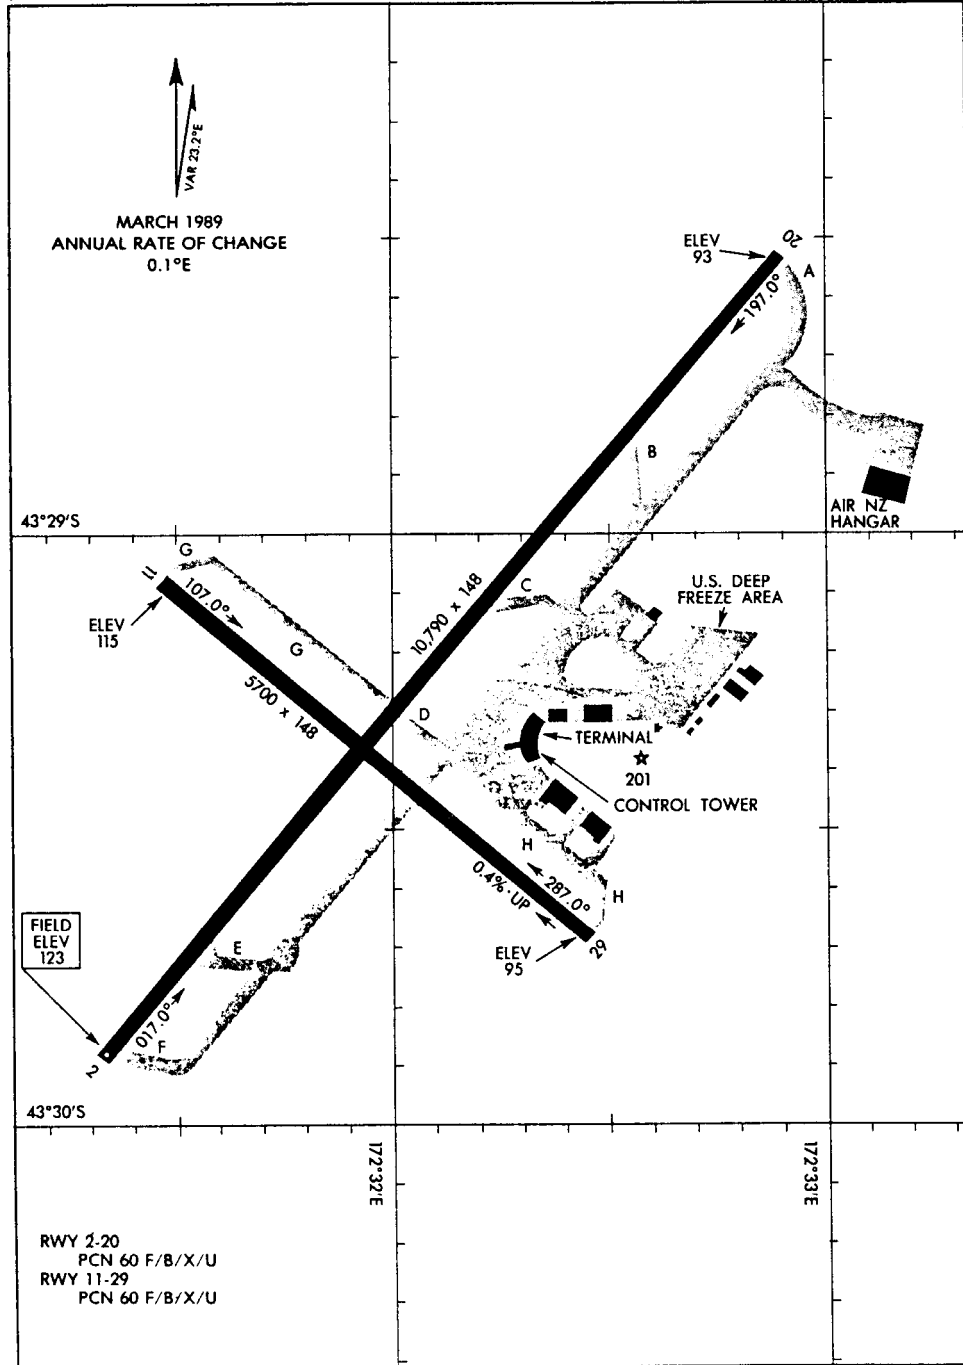 VAR 23.2°E
MARCH 1989
ANNUAL RATE OF CHANGE
0.1°E
ELEV
93
20
A
197.0°
B
AIR NZ
HANGAR
43°29'S
G
11
107.0°
ELEV
115
G
5700 x 148
10,790 x 148
C
U.S. DEEP
FREEZE AREA
D
TERMINAL
201
CONTROL TOWER
G
H
H
287.0°
0.4% UP
ELEV
95
29
FIELD
ELEV
123
E
017.0°
F
2
43°30'S
172°32'E
172°33'E
RWY 2-20
PCN 60 F/B/X/U
RWY 11-29
PCN 60 F/B/X/U